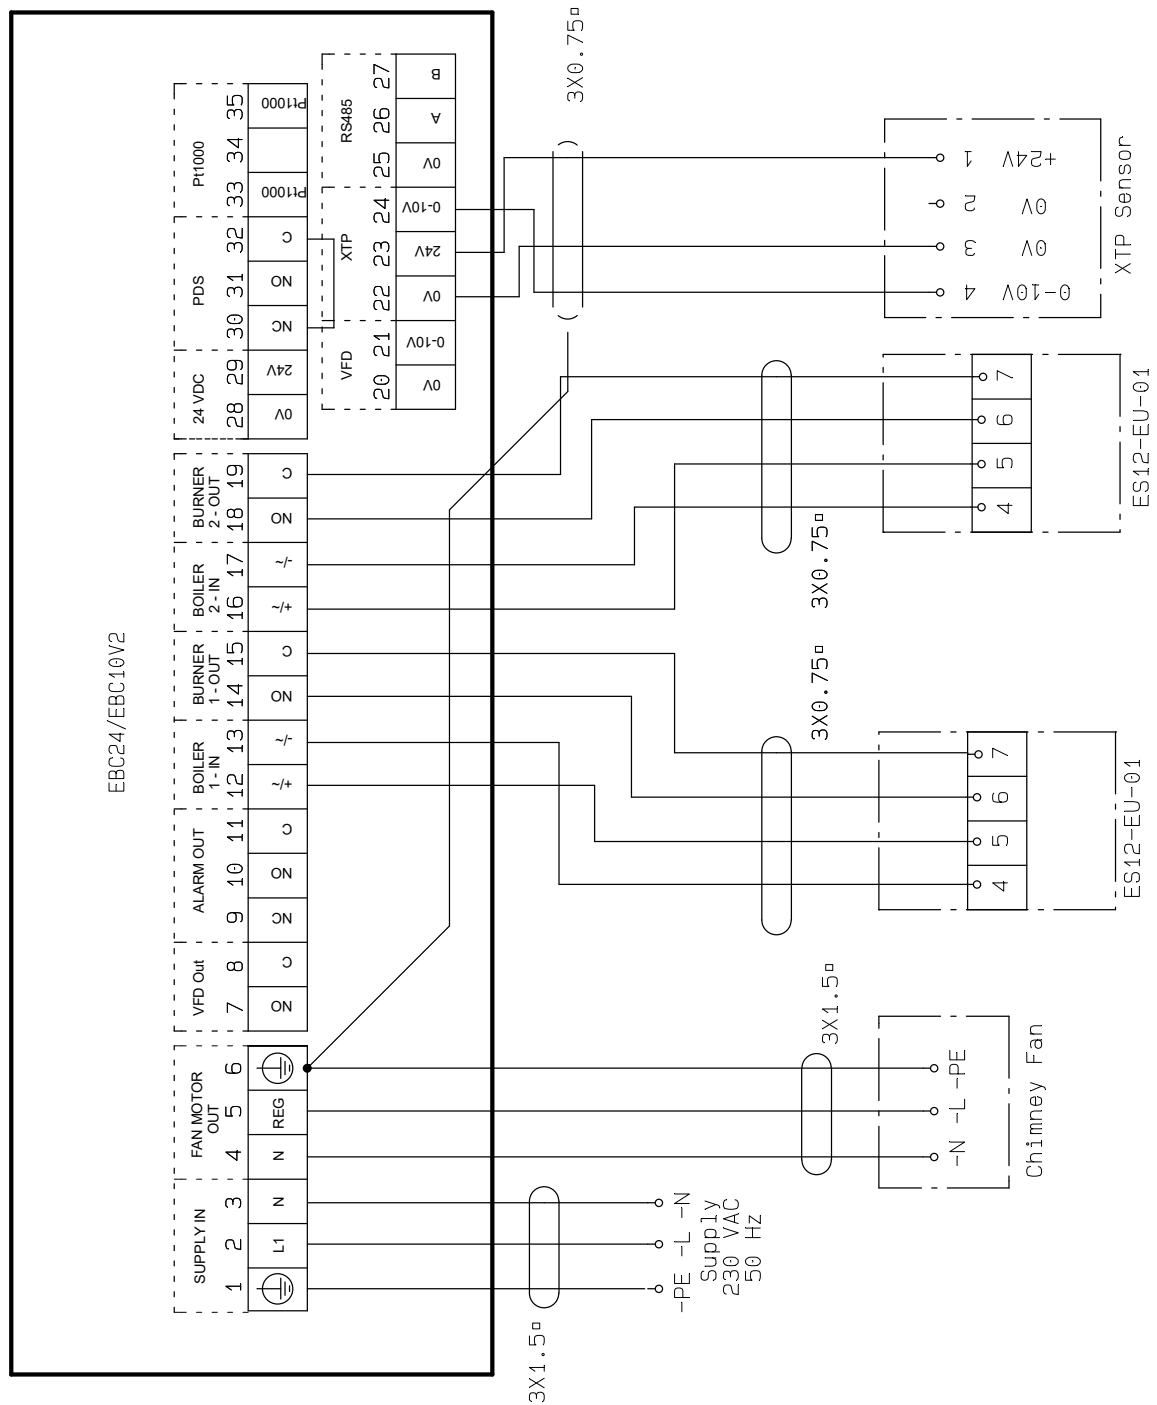 EBC24/EBC10V2
SUPPLY IN
1 2 3
L1 N
FAN MOTOR
OUT
4 5 6
N REG
VFD Out
7 8
NO C
ALARM OUT
9 10 11
NC NO C
BOILER
1 - IN
12 13
+/~ -/~
BURNER
1 - OUT
14 15
NO C
BOILER
2 - IN
16 17
+/~ -/~
BURNER
2 - OUT
18 19
NO C
24 VDC
28 29
0V 24V
PDS
30 31 32
NC NO C
Pt1000
33 34 35
Pt1000 Pt1000
VFD
20 21
0V 0-10V
XTP
22 23 24
0V 24V 0-10V
RS485
25 26 27
0V A B
3X1.5▫
-PE -L -N
Supply
230 VAC
50 Hz
3X1.5▫
-N -L -PE
Chimney Fan
3X0.75▫
4 5 6 7
ES12-EU-01
3X0.75▫
4 5 6 7
ES12-EU-01
3X0.75▫
1 +24V
2 0V
3 0V
4 0-10V
XTP Sensor